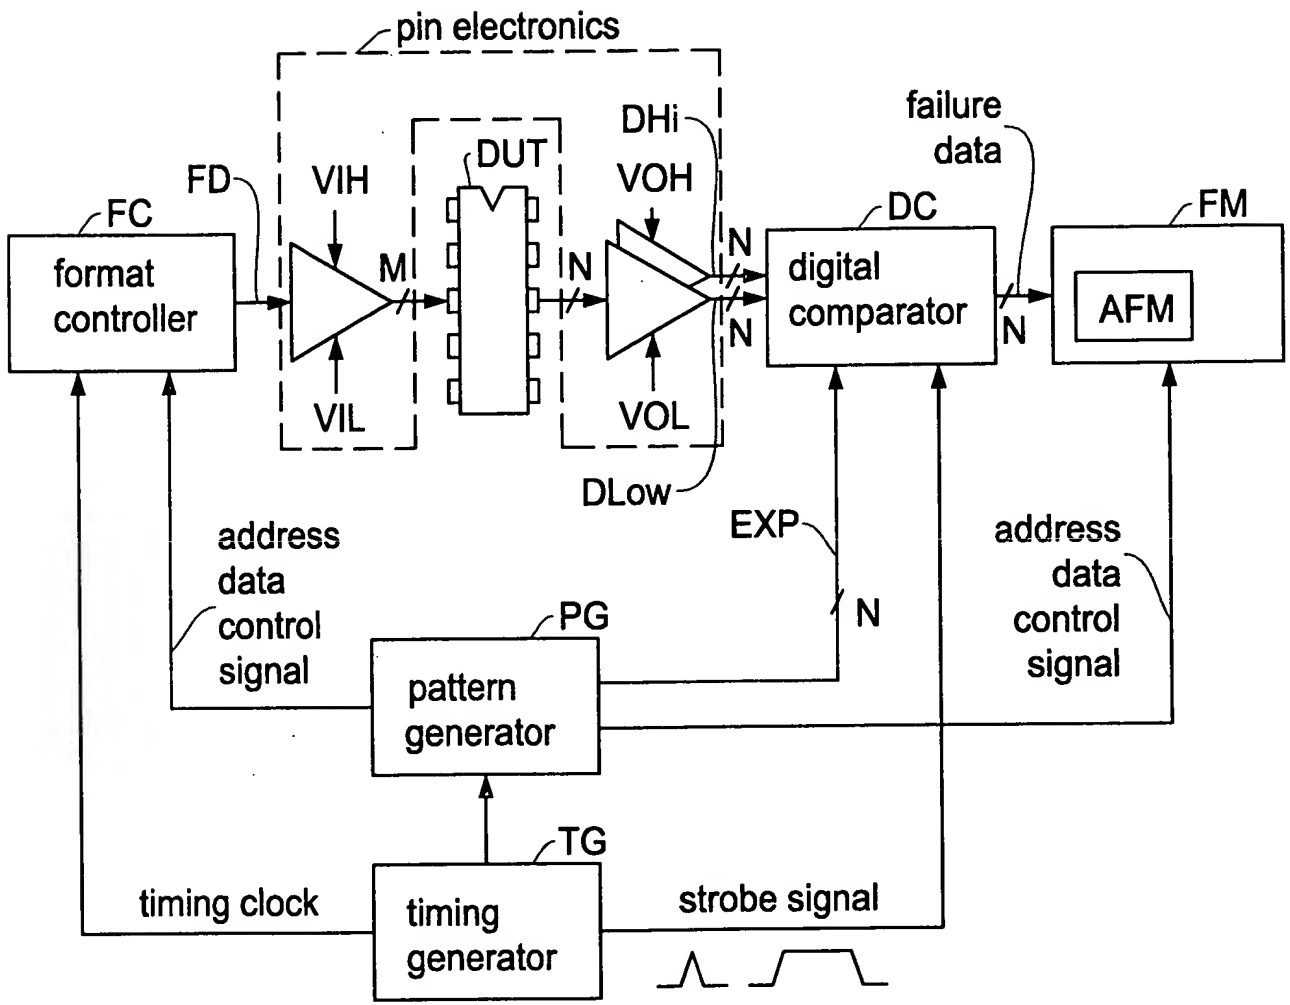 pin electronics
DHi
failure
data
FD
VIH
DUT
VOH
FC
DC
FM
format
controller
M
N
N
N
digital
comparator
N
AFM
VIL
VOL
DLow
EXP
address
data
control
signal
address
data
control
signal
N
PG
pattern
generator
TG
timing clock
timing
generator
strobe signal